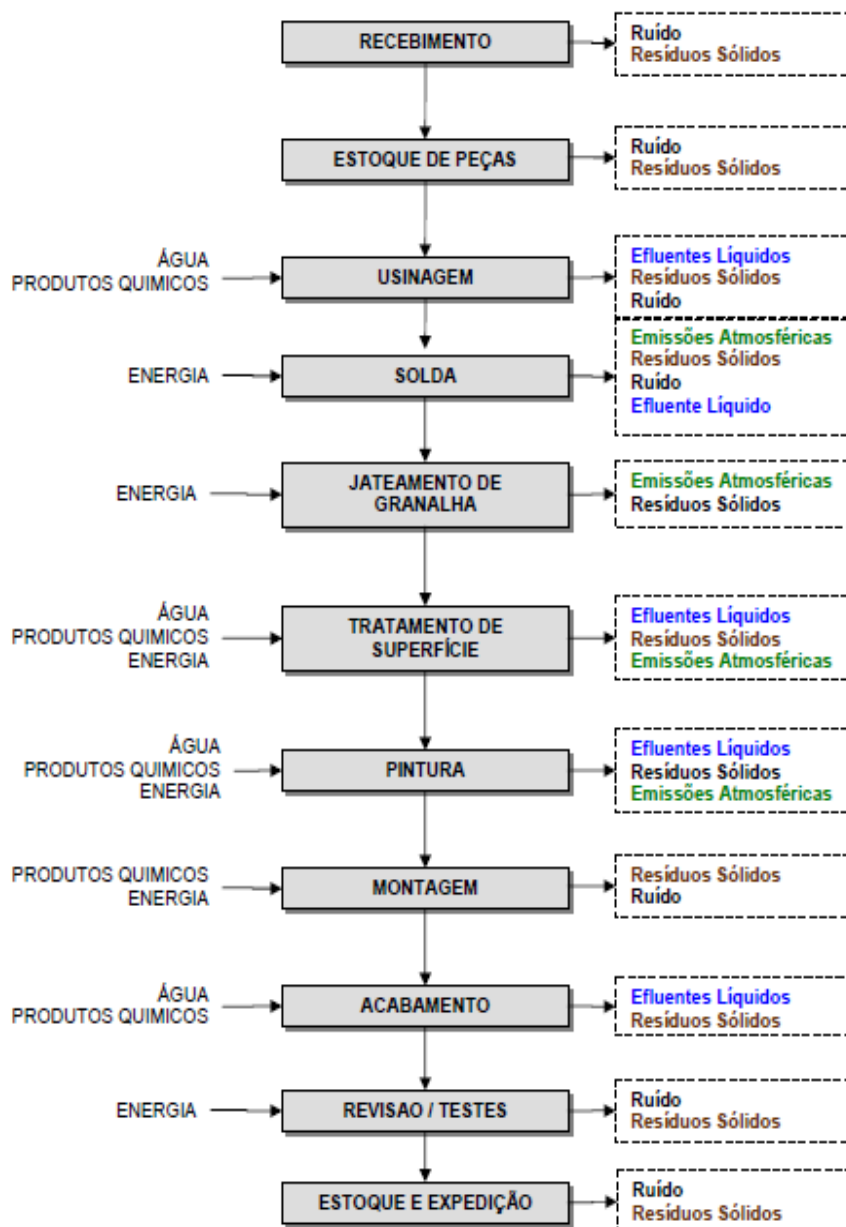 RECEBIMENTO
Ruído
Resíduos Sólidos
ESTOQUE DE PEÇAS
Ruído
Resíduos Sólidos
ÁGUA
PRODUTOS QUIMICOS
USINAGEM
Efluentes Líquidos
Resíduos Sólidos
Ruído
ENERGIA
SOLDA
Emissões Atmosféricas
Resíduos Sólidos
Ruído
Efluente Líquido
ENERGIA
JATEAMENTO DE
GRANALHA
Emissões Atmosféricas
Resíduos Sólidos
ÁGUA
PRODUTOS QUIMICOS
ENERGIA
TRATAMENTO DE
SUPERFÍCIE
Efluentes Líquidos
Resíduos Sólidos
Emissões Atmosféricas
ÁGUA
PRODUTOS QUIMICOS
ENERGIA
PINTURA
Efluentes Líquidos
Resíduos Sólidos
Emissões Atmosféricas
PRODUTOS QUIMICOS
ENERGIA
MONTAGEM
Resíduos Sólidos
Ruído
ÁGUA
PRODUTOS QUIMICOS
ACABAMENTO
Efluentes Líquidos
Resíduos Sólidos
ENERGIA
REVISAO / TESTES
Ruído
Resíduos Sólidos
ESTOQUE E EXPEDIÇÃO
Ruído
Resíduos Sólidos